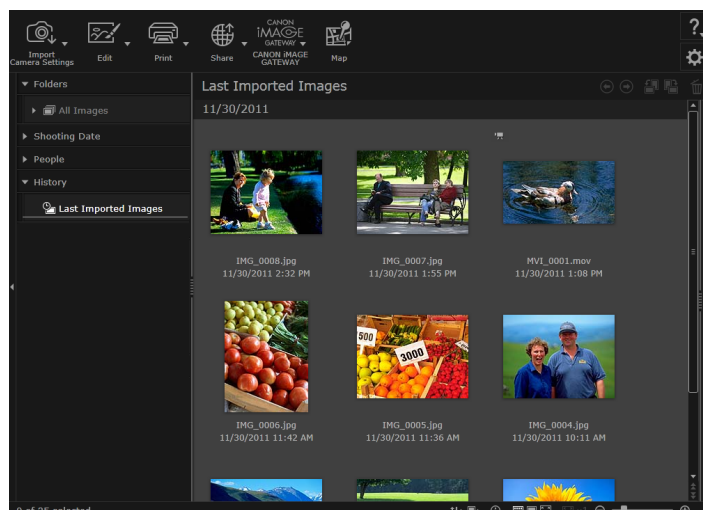 CANON
iMAGE
GATEWAY
Import
Camera Settings
Edit
Print
Share
CANON iMAGE
GATEWAY
Map
?
Folders
All Images
Shooting Date
People
History
Last Imported Images
Last Imported Images
11/30/2011
IMG_0008.jpg
11/30/2011 2:32 PM
IMG_0007.jpg
11/30/2011 1:55 PM
MVI_0001.mov
11/30/2011 1:08 PM
500
3000
IMG_0006.jpg
11/30/2011 11:42 AM
IMG_0005.jpg
11/30/2011 11:36 AM
IMG_0004.jpg
11/30/2011 10:11 AM
0 of 25 selected